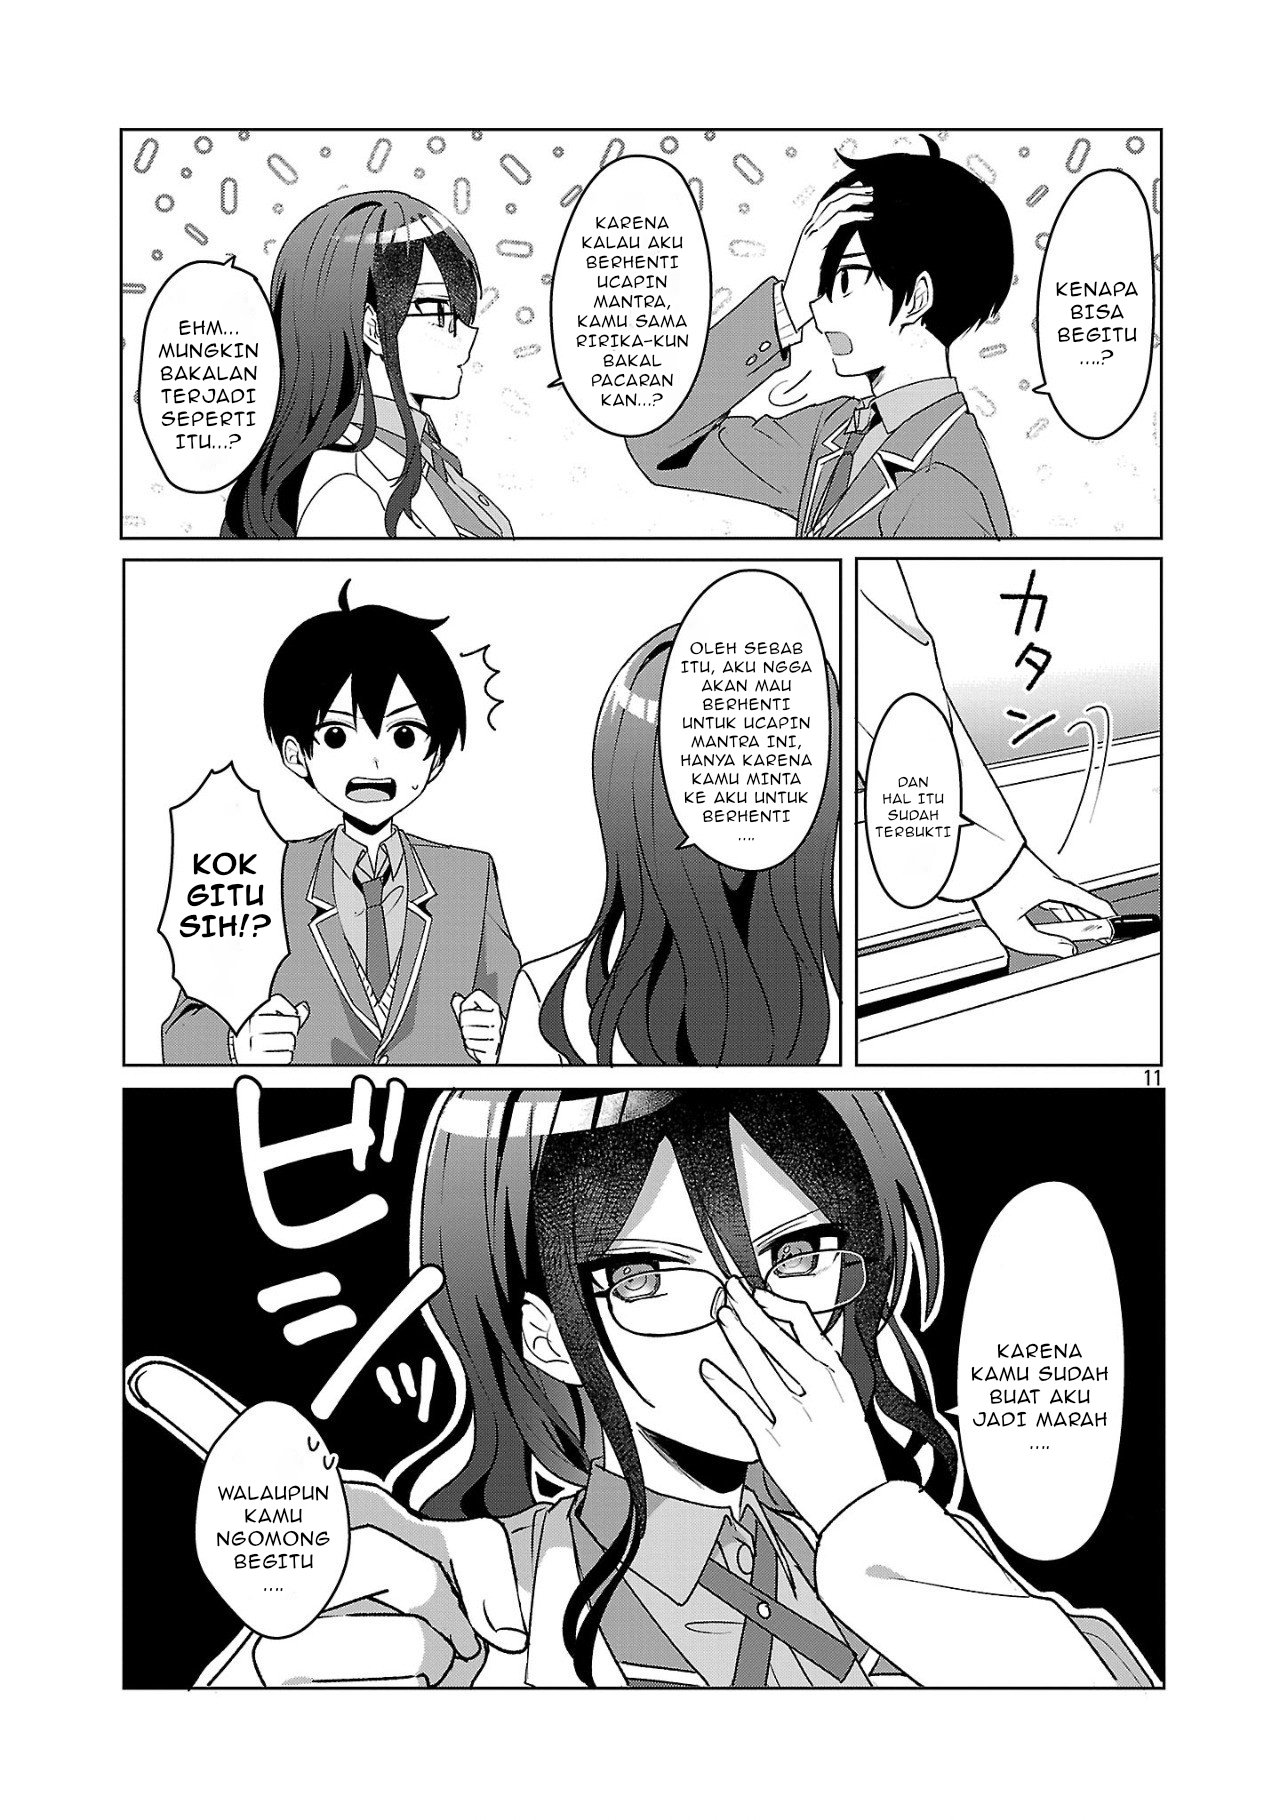 KENAPA
BISA
BEGITU
....?
KARENA
KALAU AKU
BERHENTI
UCAPIN
MANTRA,
KAMU SAMA
RIRIKA-KUN
BAKAL
PACARAN
KAN...?
EHM...
MUNGKIN
BAKALAN
TERJADI
SEPERTI
ITU...?
カタン
DAN
HAL ITU
SUDAH
TERBUKTI
OLEH SEBAB
ITU, AKU NGGA
AKAN MAU
BERHENTI
UNTUK UCAPIN
MANTRA INI,
HANYA KARENA
KAMU MINTA
KE AKU UNTUK
BERHENTI
....
KOK
GITU
SIH!?
11
KARENA
KAMU SUDAH
BUAT AKU
JADI MARAH
....
ビシッ
WALAUPUN
KAMU
NGOMONG
BEGITU
....